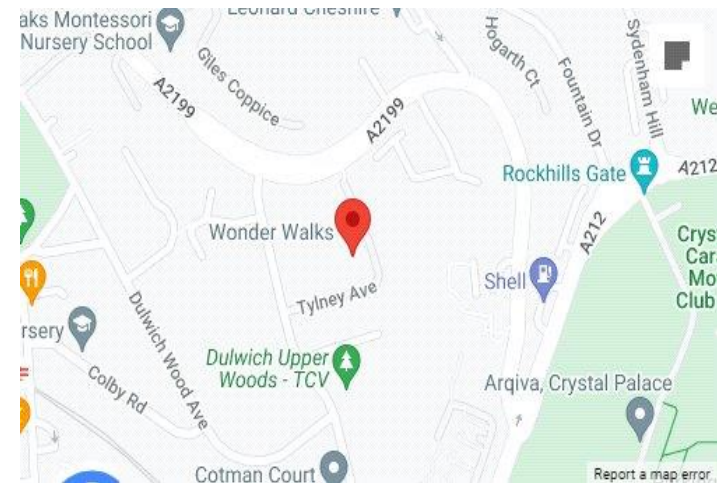 aks Montessori
Nursery School
Leonard Cheshire
Giles Coppice
A2199
A2199
Hogarth Ct
Fountain Dr
Sydenham Hill
We
Rockhills Gate
A212
A212
Wonder Walks
Crys
Car
Mo
Club
Shell
Tylney Ave
Dulwich Wood Ave
rsery
Dulwich Upper
Woods - TCV
Colby Rd
Arqiva, Crystal Palace
Cotman Court
Report a map error